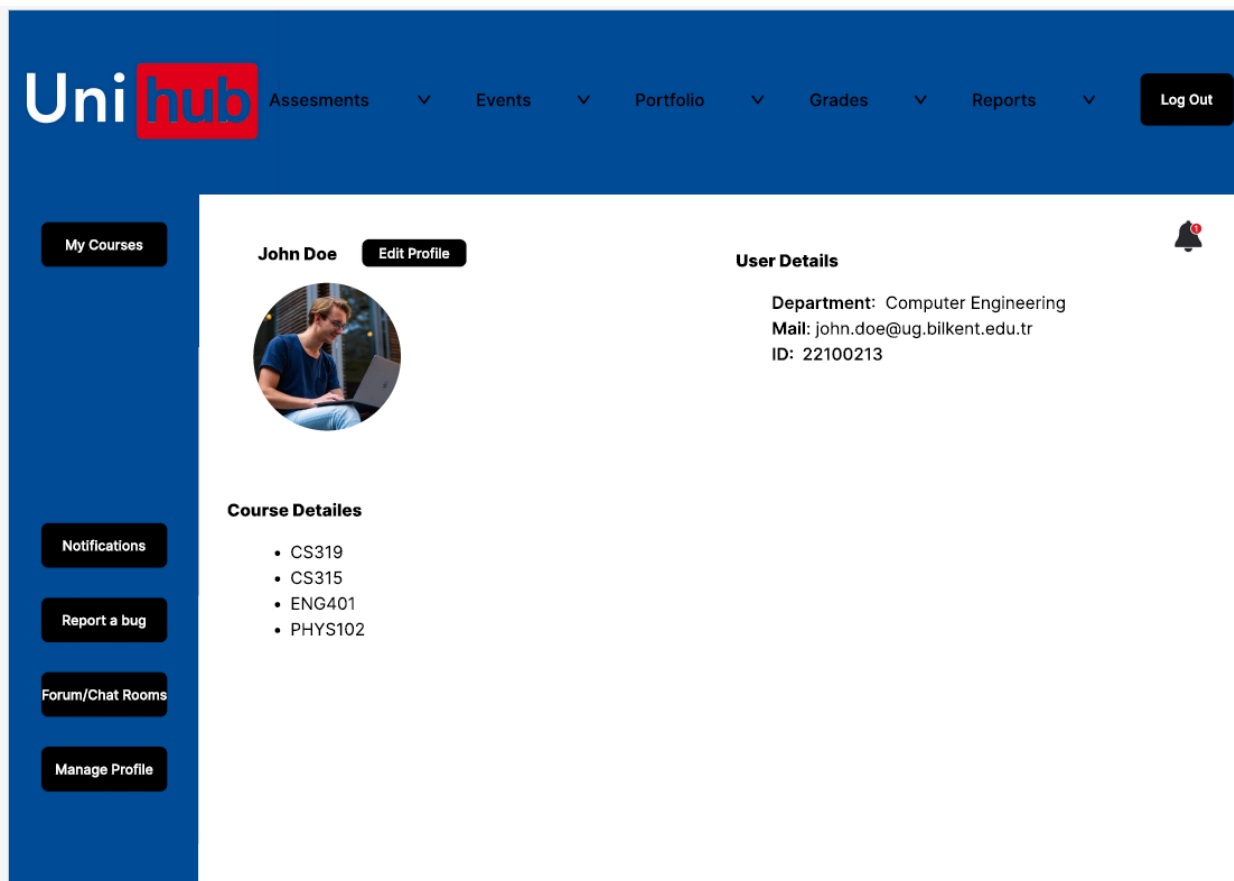 Uni hub Assesments Events Portfolio Grades Reports Log Out
My Courses
John Doe Edit Profile
1
User Details
Department: Computer Engineering
Mail: john.doe@ug.bilkent.edu.tr
ID: 22100213
Course Detailes
• CS319
• CS315
• ENG401
• PHYS102
Notifications
Report a bug
Forum/Chat Rooms
Manage Profile